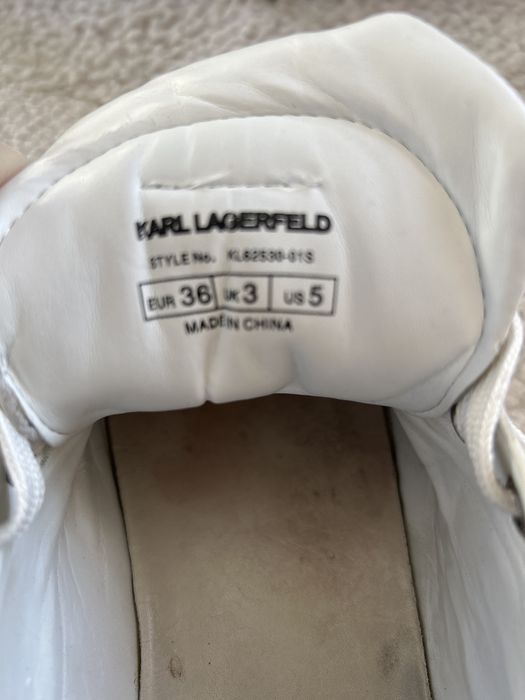 KARL LAGERFELD
STYLE No. KL62530-01S
EUR 36 UK 3 US 5
MADE IN CHINA